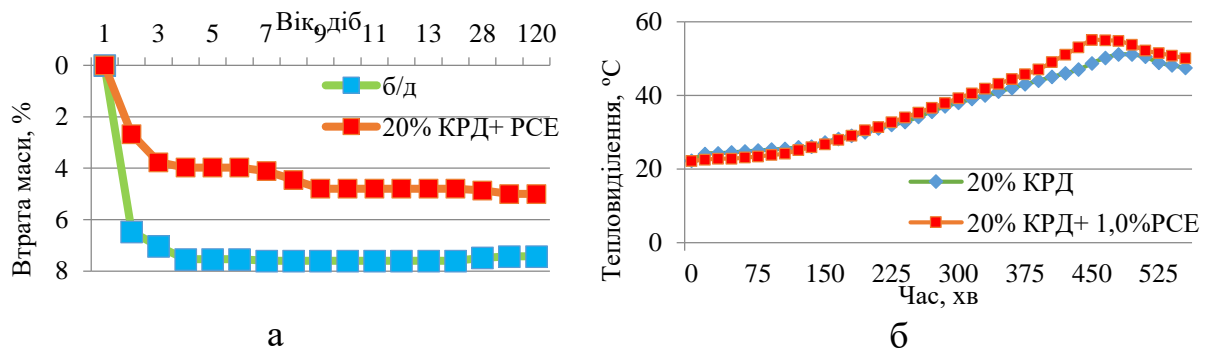 Вік, діб
1 3 5 7 9 11 13 28 120
0
2
4
6
8
Втрата маси, %
б/д
20% КРД+ PCE
а
60
40
20
0
Тепловиділення, °С
20% КРД
20% КРД+ 1,0%PCE
0 75 150 225 300 375 450 525
Час, хв
б